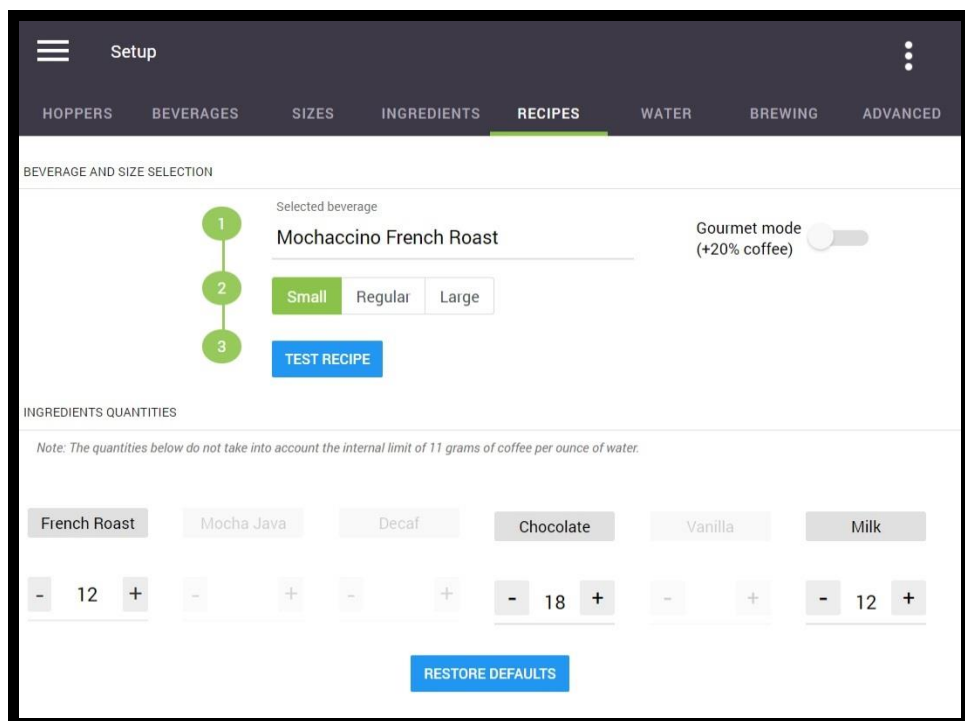 Setup
HOPPERS BEVERAGES SIZES INGREDIENTS RECIPES WATER BREWING ADVANCED
BEVERAGE AND SIZE SELECTION
1
Selected beverage
Mochaccino French Roast
Gourmet mode
(+20% coffee)
2
Small Regular Large
3
TEST RECIPE
INGREDIENTS QUANTITIES
Note: The quantities below do not take into account the internal limit of 11 grams of coffee per ounce of water.
French Roast Mocha Java Decaf Chocolate Vanilla Milk
- 12 + - + - + - 18 + - + - 12 +
RESTORE DEFAULTS